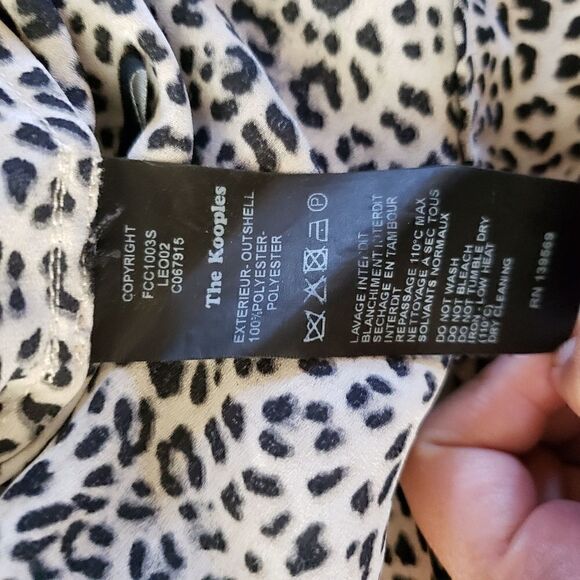 COPYRIGHT
FCC1003S
LEO02
C067915
The Kooples
EXTERIEUR-OUTSHELL
100%POLYESTER-
POLYESTER
P
LAVAGE INTERDIT
BLANCHIMENT INTERDIT
SECHAGE EN TAMBOUR
INTERDIT
REPASSAGE 110°C MAX
NETTOYAGE A SEC TOUS
SOLVANTS NORMAUX
DO NOT WASH
DO NOT BLEACH
DO NOT TUMBLE DRY
IRON LOW HEAT
(110°C)
DRY CLEANING
RN 138669